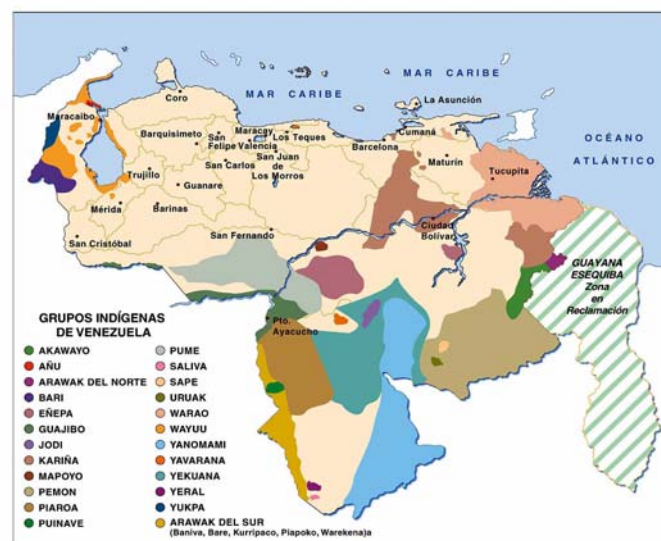 MAR CARIBE
MAR CARIBE
OCÉANO
ATLÁNTICO
Coro
La Asunción
Maracaibo
Barquisimeto
San
Felipe
Maracay
Valencia
Los Teques
Barcelona
Cumaná
Maturín
Tucupita
Trujillo
San Carlos
San Juan
de
Los Morros
Guanare
Mérida
Barinas
San Cristóbal
San Fernando
Ciudad
Bolívar
GUAYANA
ESEQUIBA
Zona
en
Reclamación
Pto.
Ayacucho
GRUPOS INDÍGENAS
DE VENEZUELA
AKAWAYO
AÑU
ARAWAK DEL NORTE
BARI
EÑEPA
GUAJIBO
JODI
KARIÑA
MAPOYO
PEMON
PIAROA
PUINAVE
PUME
SALIVA
SAPE
URUAK
WARAO
WAYUU
YANOMAMI
YAVARANA
YEKUANA
YERAL
YUKPA
ARAWAK DEL SUR
(Baniva, Bare, Kurripaco, Piapoko, Warekena)a